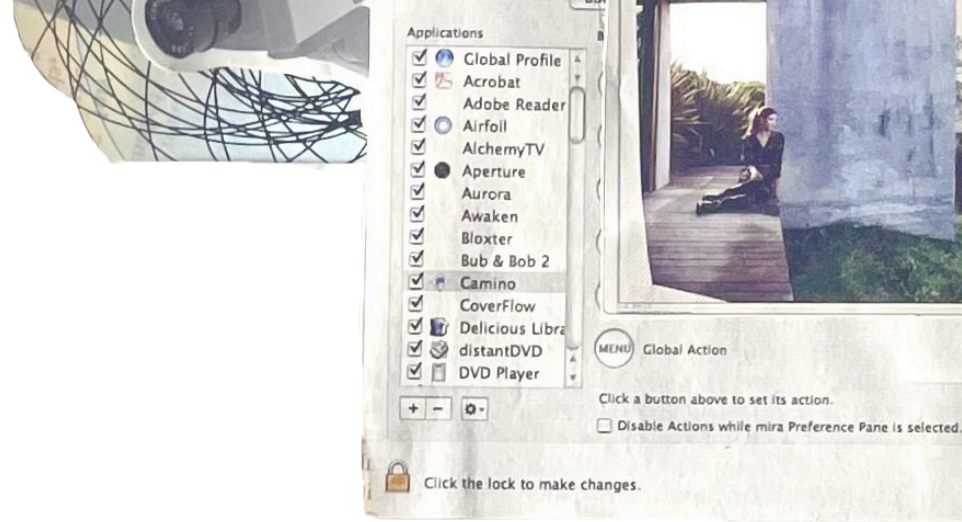 Applications
Global Profile
Acrobat
Adobe Reader
Airfoil
AlchemyTV
Aperture
Aurora
Awaken
Bloxter
Bub & Bob 2
Camino
CoverFlow
Delicious Libra
distantDVD
DVD Player
MENU Global Action
Click a button above to set its action.
Disable Actions while mira Preference Pane is selected.
Click the lock to make changes.